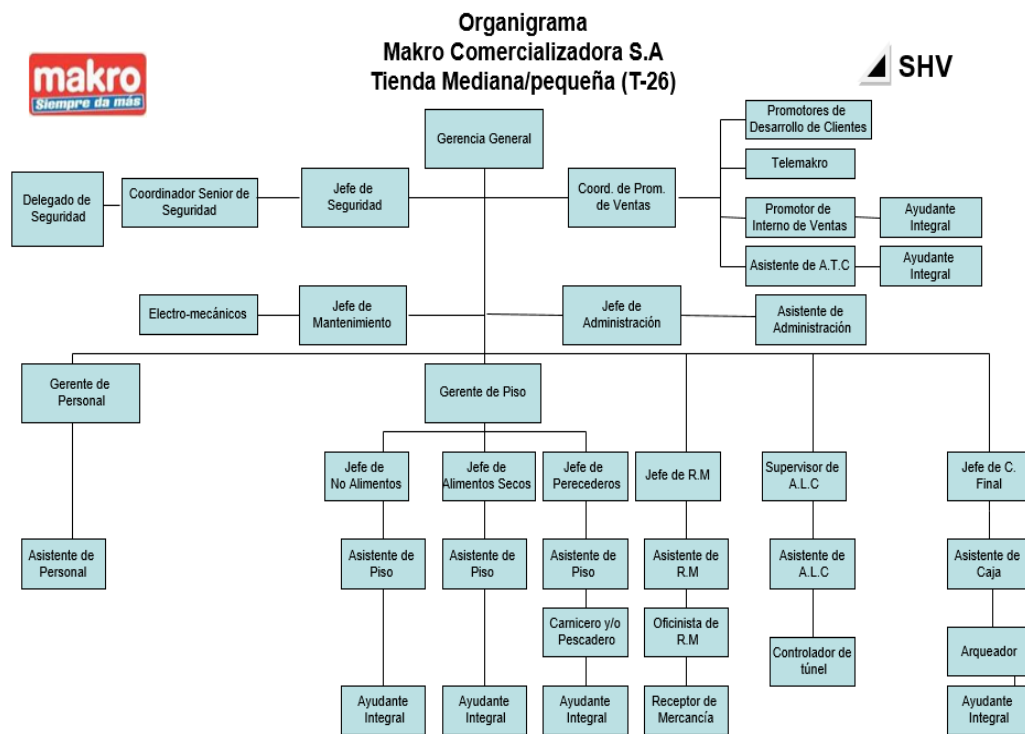 Organigrama
Makro Comercializadora S.A
Tienda Mediana/pequeña (T-26)
makro
Siempre da más
SHV
Gerencia General
Promotores de
Desarrollo de Clientes
Telemakro
Delegado de
Seguridad
Coordinador Senior de
Seguridad
Jefe de
Seguridad
Coord. de Prom.
de Ventas
Promotor de
Interno de Ventas
Ayudante
Integral
Asistente de A.T.C
Ayudante
Integral
Electro-mecánicos
Jefe de
Mantenimiento
Jefe de
Administración
Asistente de
Administración
Gerente de
Personal
Gerente de Piso
Jefe de
No Alimentos
Jefe de
Alimentos Secos
Jefe de
Perecederos
Jefe de R.M
Supervisor de
A.L.C
Jefe de C.
Final
Asistente de
Personal
Asistente de
Piso
Asistente de
Piso
Asistente de
Piso
Asistente de
R.M
Asistente de
A.L.C
Asistente de
Caja
Carnicero y/o
Pescadero
Oficinista de
R.M
Controlador de
túnel
Arqueador
Ayudante
Integral
Ayudante
Integral
Ayudante
Integral
Receptor de
Mercancía
Ayudante
Integral